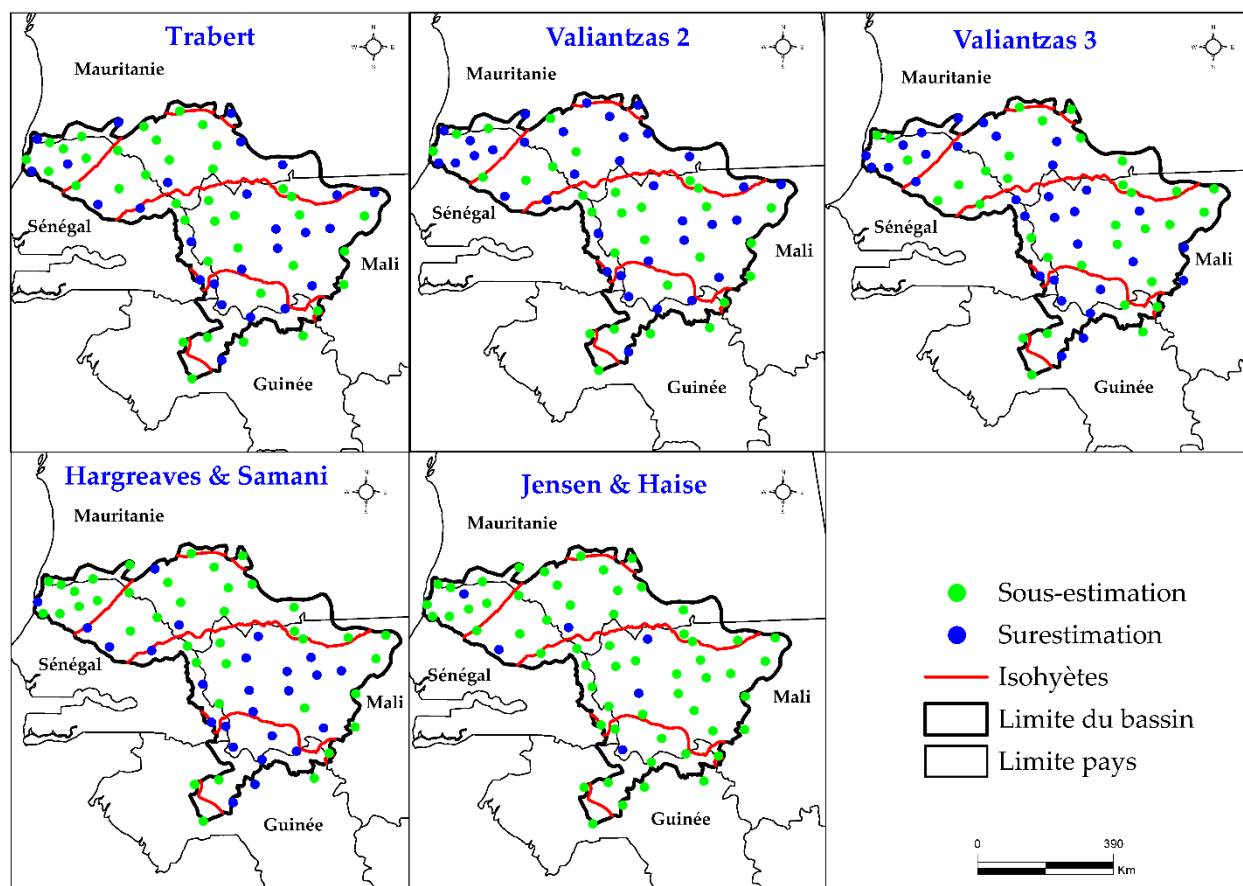 Trabert
N
W E
S
Mauritanie
Sénégal
Mali
Guinée
Valiantzas 2
N
W E
S
Mauritanie
Sénégal
Mali
Guinée
Valiantzas 3
N
W E
S
Mauritanie
Sénégal
Mali
Guinée
Hargreaves & Samani
N
W E
S
Mauritanie
Sénégal
Mali
Guinée
Jensen & Haise
N
W E
S
Mauritanie
Sénégal
Mali
Guinée
Sous-estimation
Surestimation
Isohyètes
Limite du bassin
Limite pays
0 390
Km